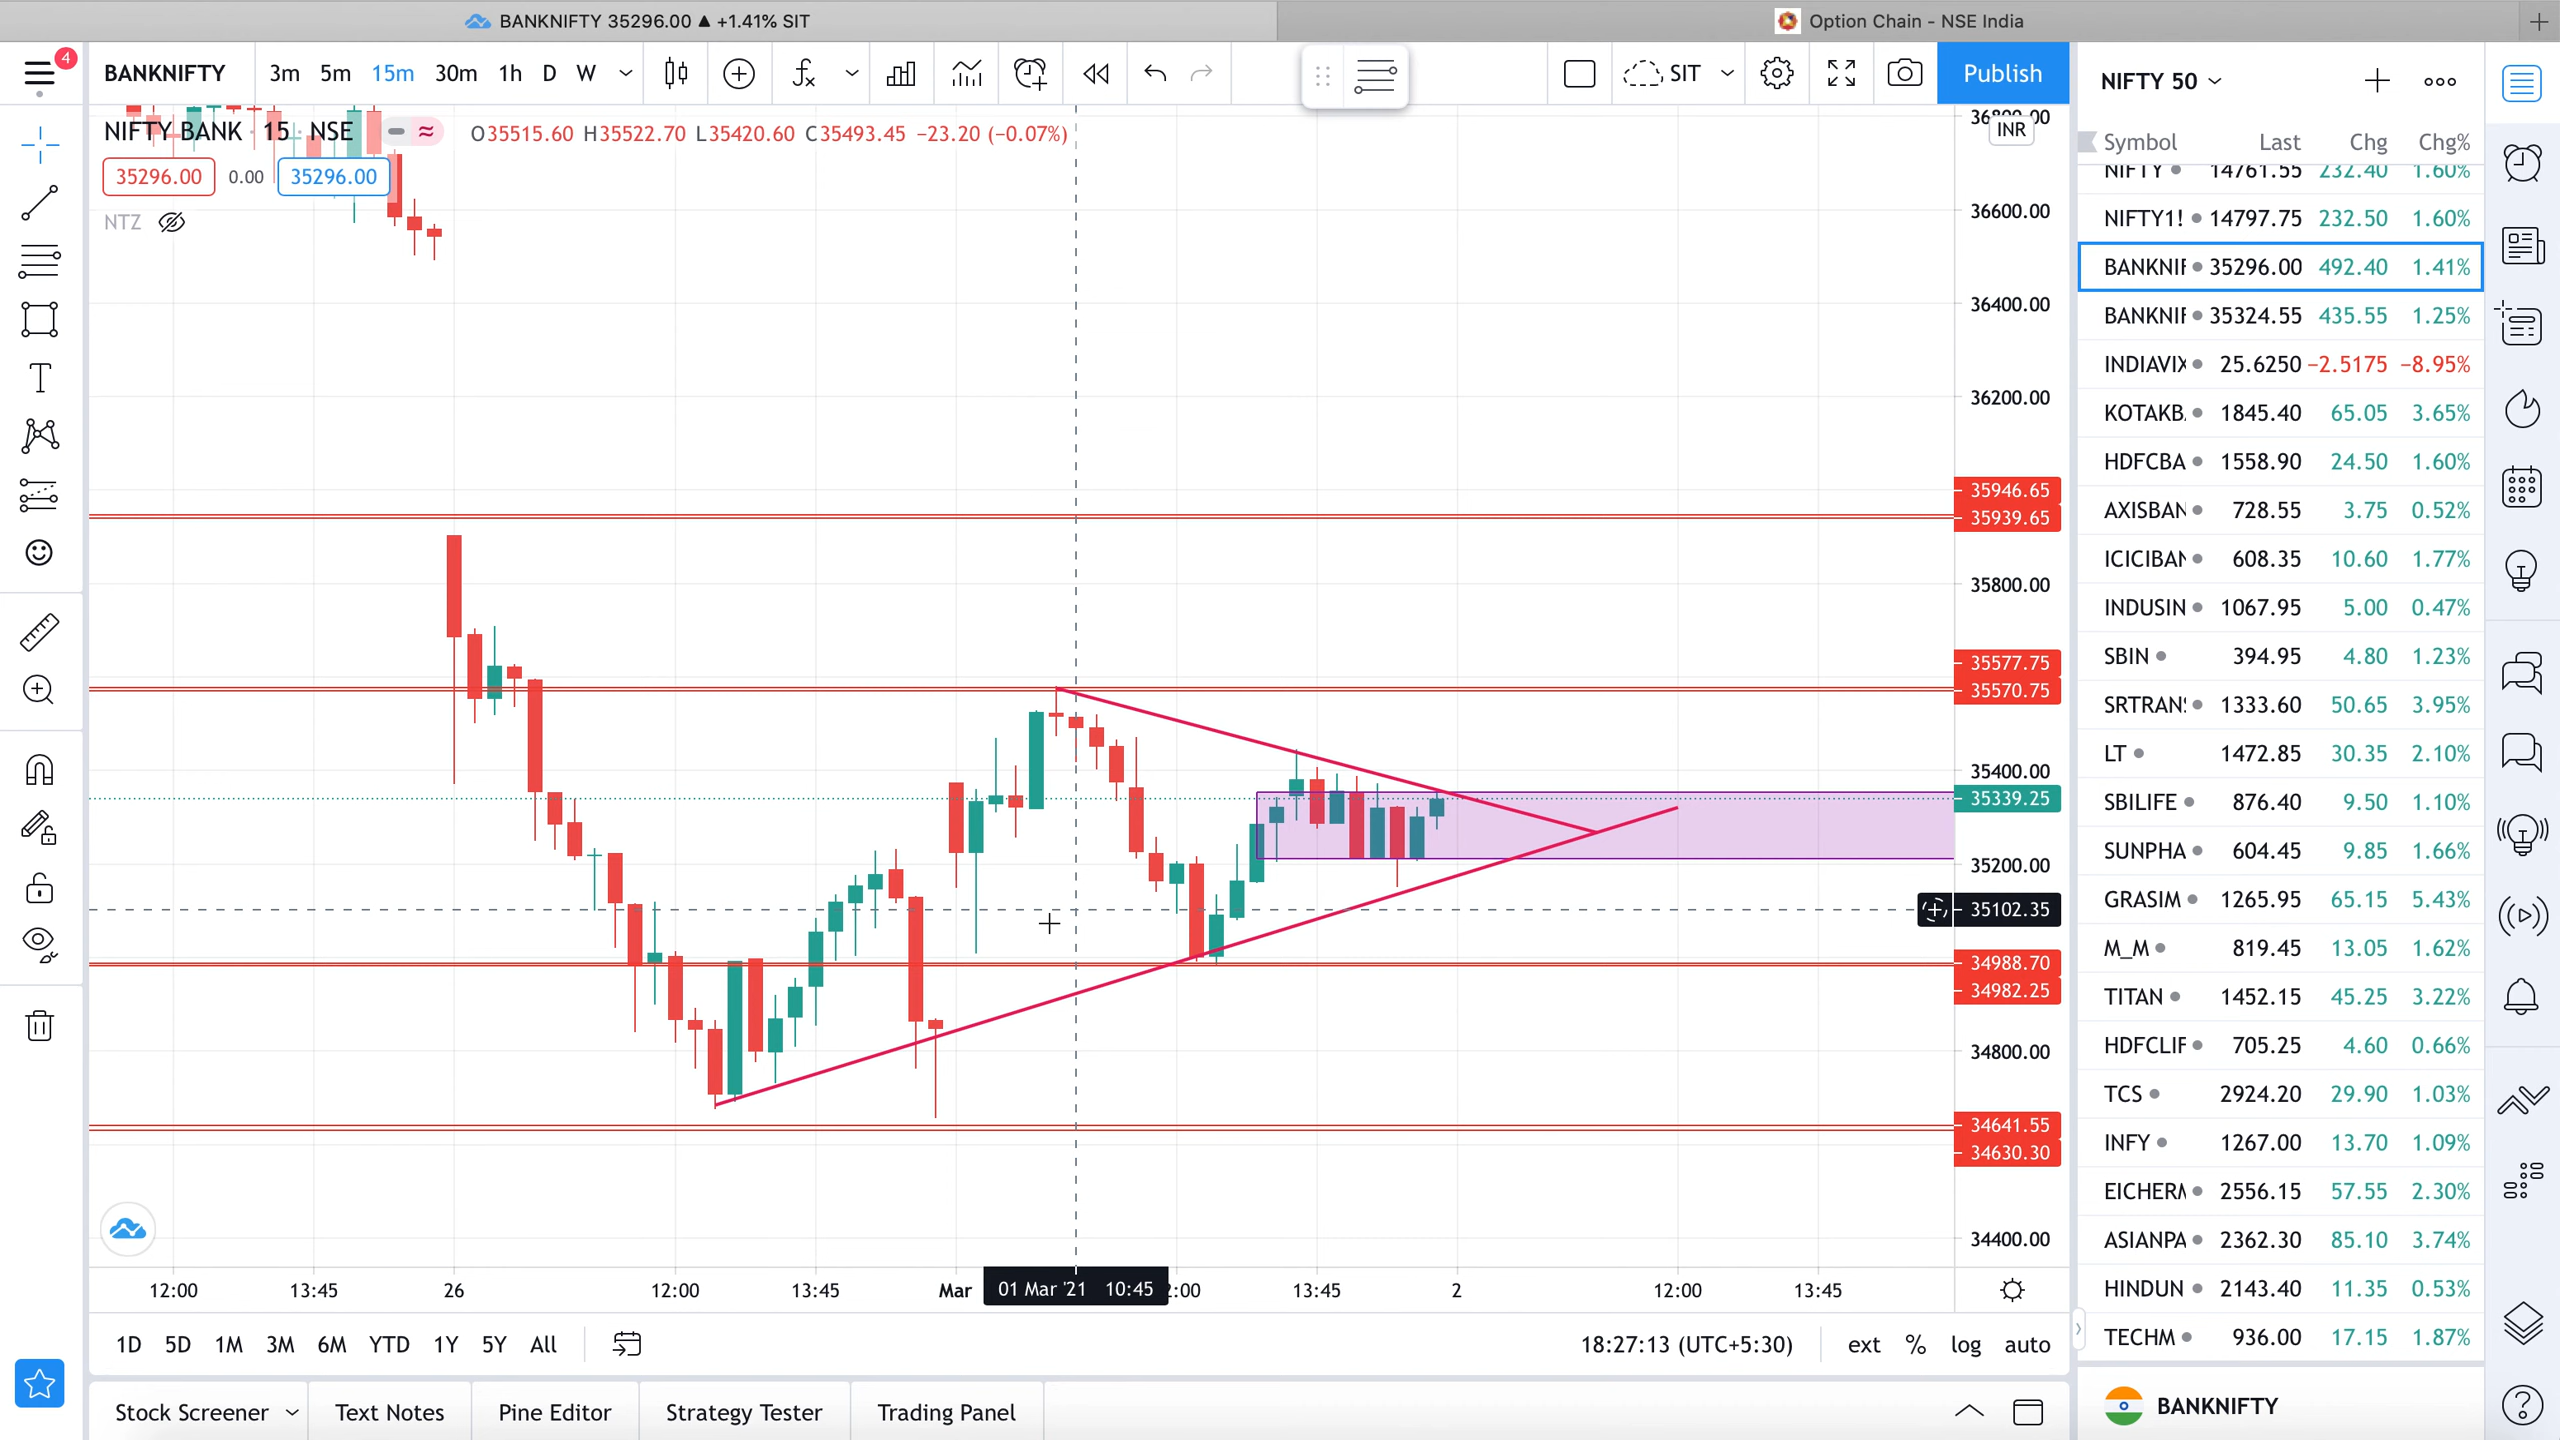 BANKNIFTY 35296.00 ▲ +1.41% SIT
Option Chain - NSE India
4
BANKNIFTY 3m 5m 15m 30m 1h D W
SIT
Publish
NIFTY 50
NIFTY BANK · 15 · NSE
O35515.60 H35522.70 L35420.60 C35493.45 −23.20 (−0.07%)
35296.00 0.00 35296.00
NTZ
INR
36600.00
36400.00
36200.00
35946.65
35939.65
35800.00
35577.75
35570.75
35400.00
35339.25
35200.00
35102.35
34988.70
34982.25
34800.00
34641.55
34630.30
34400.00
12:00 13:45 26 12:00 13:45 Mar 01 Mar '21 10:45 2:00 13:45 2 12:00 13:45
1D 5D 1M 3M 6M YTD 1Y 5Y All
18:27:13 (UTC+5:30) ext % log auto
Stock Screener Text Notes Pine Editor Strategy Tester Trading Panel
Symbol Last Chg Chg%
NIFTY 14761.55 232.40 1.60%
NIFTY1! 14797.75 232.50 1.60%
BANKNIF 35296.00 492.40 1.41%
BANKNIF 35324.55 435.55 1.25%
INDIAVIX 25.6250 −2.5175 −8.95%
KOTAKB 1845.40 65.05 3.65%
HDFCBA 1558.90 24.50 1.60%
AXISBAN 728.55 3.75 0.52%
ICICIBAN 608.35 10.60 1.77%
INDUSIN 1067.95 5.00 0.47%
SBIN 394.95 4.80 1.23%
SRTRANS 1333.60 50.65 3.95%
LT 1472.85 30.35 2.10%
SBILIFE 876.40 9.50 1.10%
SUNPHA 604.45 9.85 1.66%
GRASIM 1265.95 65.15 5.43%
M_M 819.45 13.05 1.62%
TITAN 1452.15 45.25 3.22%
HDFCLIF 705.25 4.60 0.66%
TCS 2924.20 29.90 1.03%
INFY 1267.00 13.70 1.09%
EICHERM 2556.15 57.55 2.30%
ASIANPA 2362.30 85.10 3.74%
HINDUN 2143.40 11.35 0.53%
TECHM 936.00 17.15 1.87%
BANKNIFTY